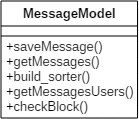 MessageModel
+saveMessage()
+getMessages()
+build_sorter()
+getMessagesUsers()
+checkBlock()